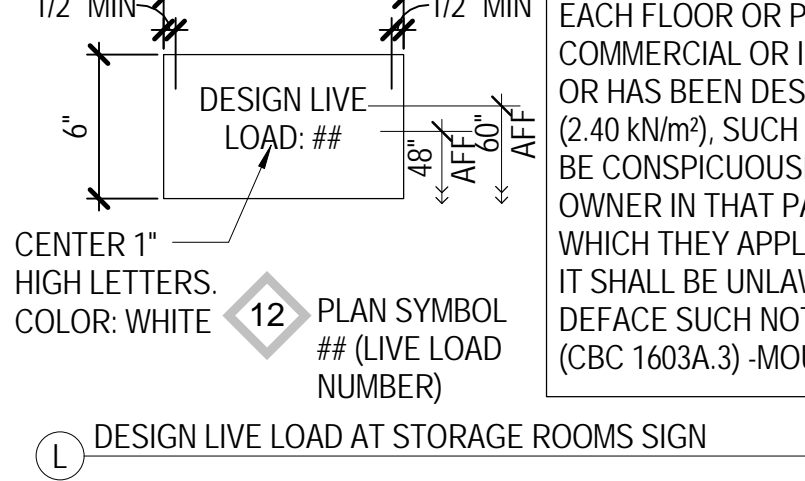 1/2" MIN
1/2" MIN
6"
DESIGN LIVE
LOAD: ##
48"
AFF
60"
AFF
CENTER 1"
HIGH LETTERS.
COLOR: WHITE
12
PLAN SYMBOL
## (LIVE LOAD
NUMBER)
EACH FLOOR OR P
COMMERCIAL OR I
OR HAS BEEN DES
(2.40 kN/m²), SUCH
BE CONSPICUOUS
OWNER IN THAT PA
WHICH THEY APPL
IT SHALL BE UNLAW
DEFACE SUCH NOT
(CBC 1603A.3) -MOU
L
DESIGN LIVE LOAD AT STORAGE ROOMS SIGN